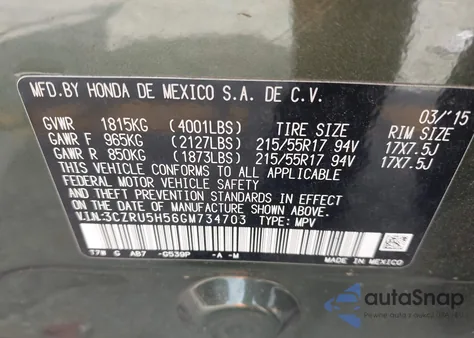 MFD.BY HONDA DE MEXICO S.A. DE C.V.
03/'15
GVWR 1815KG (4001LBS) TIRE SIZE RIM SIZE
GAWR F 965KG (2127LBS) 215/55R17 94V 17X7.5J
GAWR R 850KG (1873LBS) 215/55R17 94V 17X7.5J
THIS VEHICLE CONFORMS TO ALL APPLICABLE
FEDERAL MOTOR VEHICLE SAFETY
AND THEFT PREVENTION STANDARDS IN EFFECT
ON THE DATE OF MANUFACTURE SHOWN ABOVE.
V.I.N:3CZRU5H56GM734703 TYPE: MPV
G AB7 -G539P -A -M
MADE IN MEXICO
autoSnap